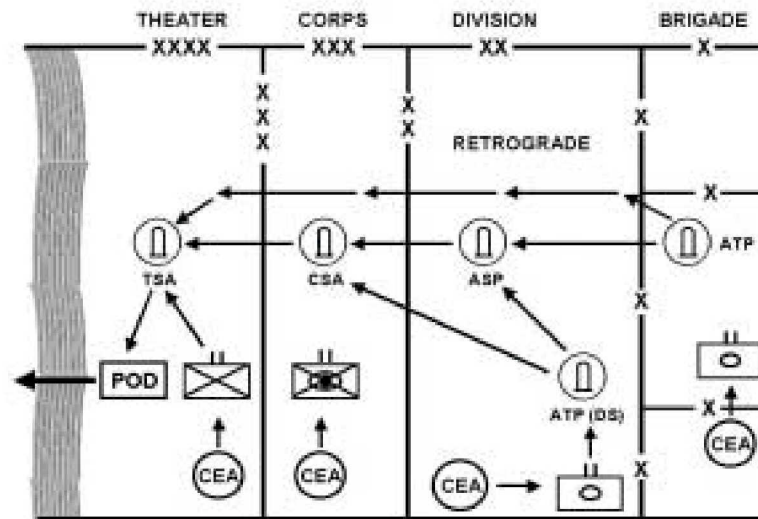 THEATER CORPS DIVISION BRIGADE
XXXX XXX XX X
X
X
X
X
X
X
RETROGRADE
X
ATP
TSA CSA ASP
X
POD
ATP (DS)
X
CEA CEA CEA CEA
X